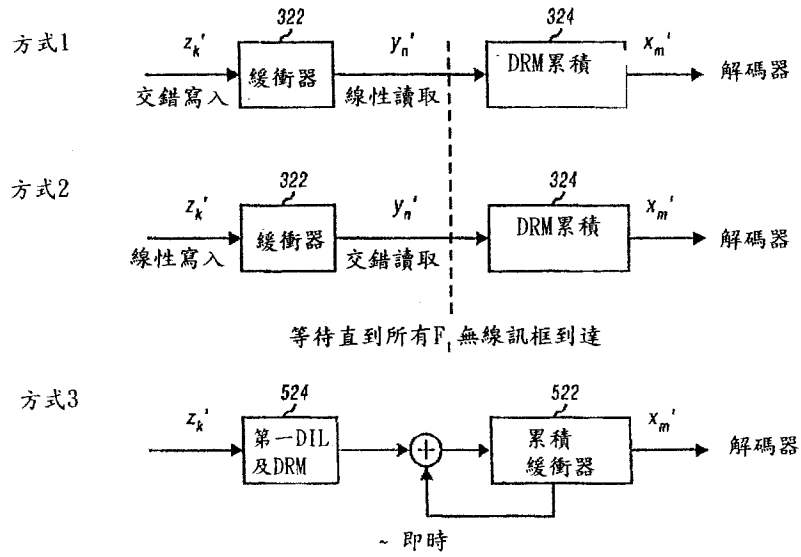 方式1
z_k'
322
y_n'
324
x_m'
緩衝器
DRM累積
解碼器
交錯寫入
線性讀取
方式2
z_k'
322
y_n'
324
x_m'
緩衝器
DRM累積
解碼器
線性寫入
交錯讀取
等待直到所有F₁無線訊框到達
方式3
z_k'
524
522
x_m'
第一DIL
及DRM
+
累積
緩衝器
解碼器
~ 即時